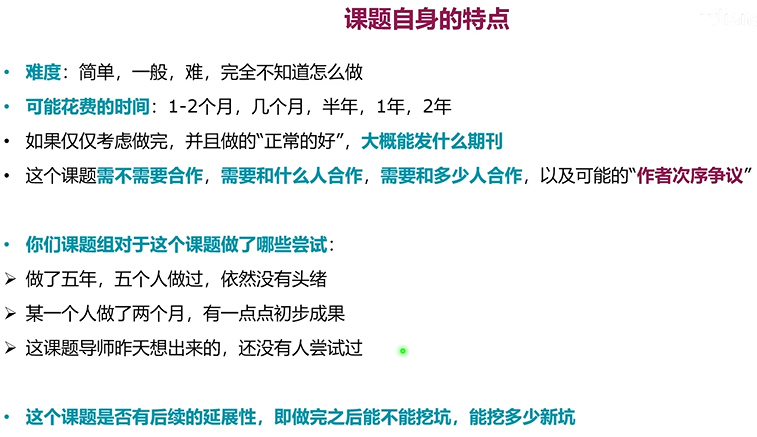 课题自身的特点
• 难度：简单，一般，难，完全不知道怎么做
• 可能花费的时间：1-2个月，几个月，半年，1年，2年
• 如果仅仅考虑做完，并且做的“正常的好”，大概能发什么期刊
• 这个课题需不需要合作，需要和什么人合作，需要和多少人合作，以及可能的“作者次序争议”
• 你们课题组对于这个课题做了哪些尝试：
➢ 做了五年，五个人做过，依然没有头绪
➢ 某一个人做了两个月，有一点点初步成果
➢ 这课题导师昨天想出来的，还没有人尝试过
• 这个课题是否有后续的延展性，即做完之后能不能挖坑，能挖多少新坑